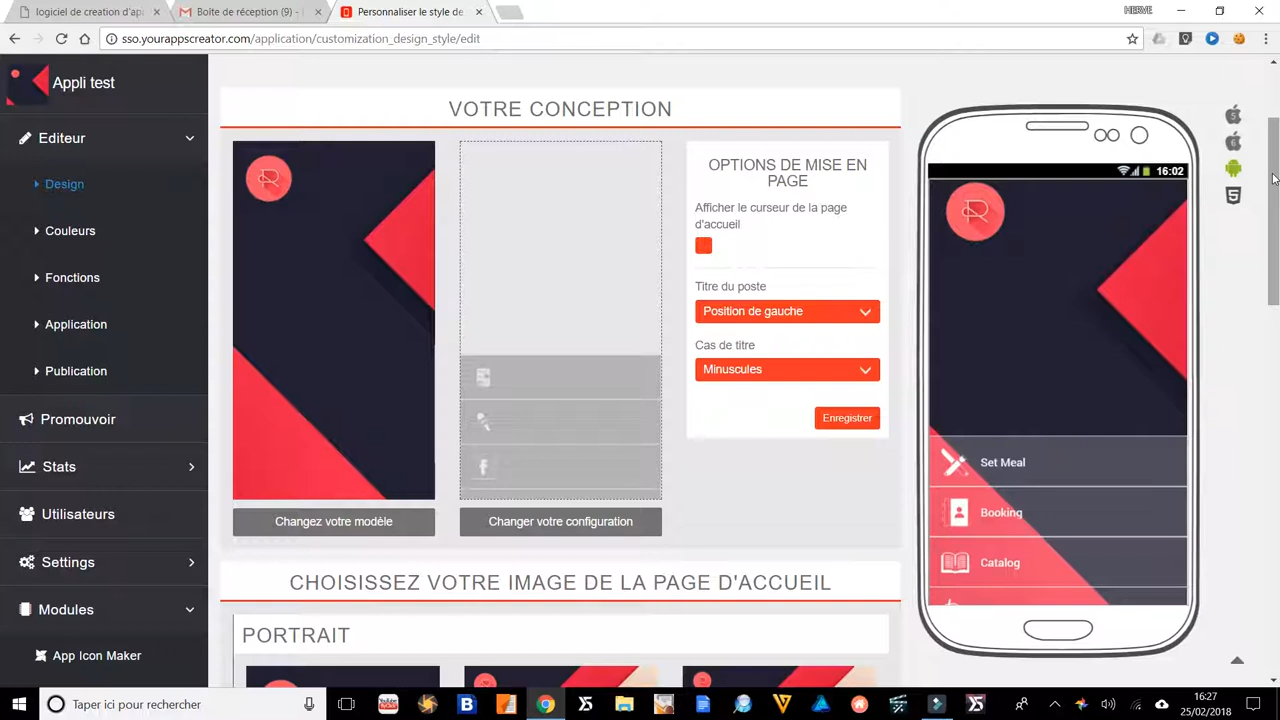 logiciel de creation d'ap
Boîte de réception (9) -
Personnaliser le style de
HERVE
sso.yourappscreator.com/application/customization_design_style/edit
Appli test
Editeur
Design
Couleurs
Fonctions
Application
Publication
Promouvoir
Stats
Utilisateurs
Settings
Modules
App Icon Maker
VOTRE CONCEPTION
Changez votre modèle
Changer votre configuration
OPTIONS DE MISE EN
PAGE
Afficher le curseur de la page
d'accueil
Titre du poste
Position de gauche
Cas de titre
Minuscules
Enregistrer
CHOISISSEZ VOTRE IMAGE DE LA PAGE D'ACCUEIL
PORTRAIT
16:02
Set Meal
Booking
Catalog
5
6
5
Taper ici pour rechercher
16:27
25/02/2018